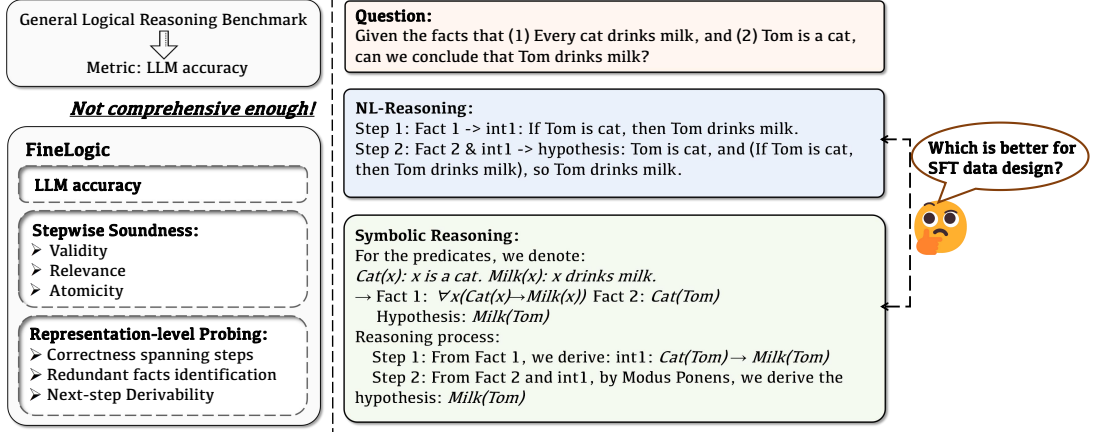 General Logical Reasoning Benchmark
Metric: LLM accuracy
Not comprehensive enough!
FineLogic
LLM accuracy
Stepwise Soundness:
➢ Validity
➢ Relevance
➢ Atomicity
Representation-level Probing:
➢ Correctness spanning steps
➢ Redundant facts identification
➢ Next-step Derivability
Question:
Given the facts that (1) Every cat drinks milk, and (2) Tom is a cat,
can we conclude that Tom drinks milk?
NL-Reasoning:
Step 1: Fact 1 -> int1: If Tom is cat, then Tom drinks milk.
Step 2: Fact 2 & int1 -> hypothesis: Tom is cat, and (If Tom is cat,
then Tom drinks milk), so Tom drinks milk.
Symbolic Reasoning:
For the predicates, we denote:
Cat(x): x is a cat. Milk(x): x drinks milk.
→ Fact 1: ∀x(Cat(x)→Milk(x)) Fact 2: Cat(Tom)
Hypothesis: Milk(Tom)
Reasoning process:
Step 1: From Fact 1, we derive: int1: Cat(Tom) → Milk(Tom)
Step 2: From Fact 2 and int1, by Modus Ponens, we derive the
hypothesis: Milk(Tom)
Which is better for
SFT data design?